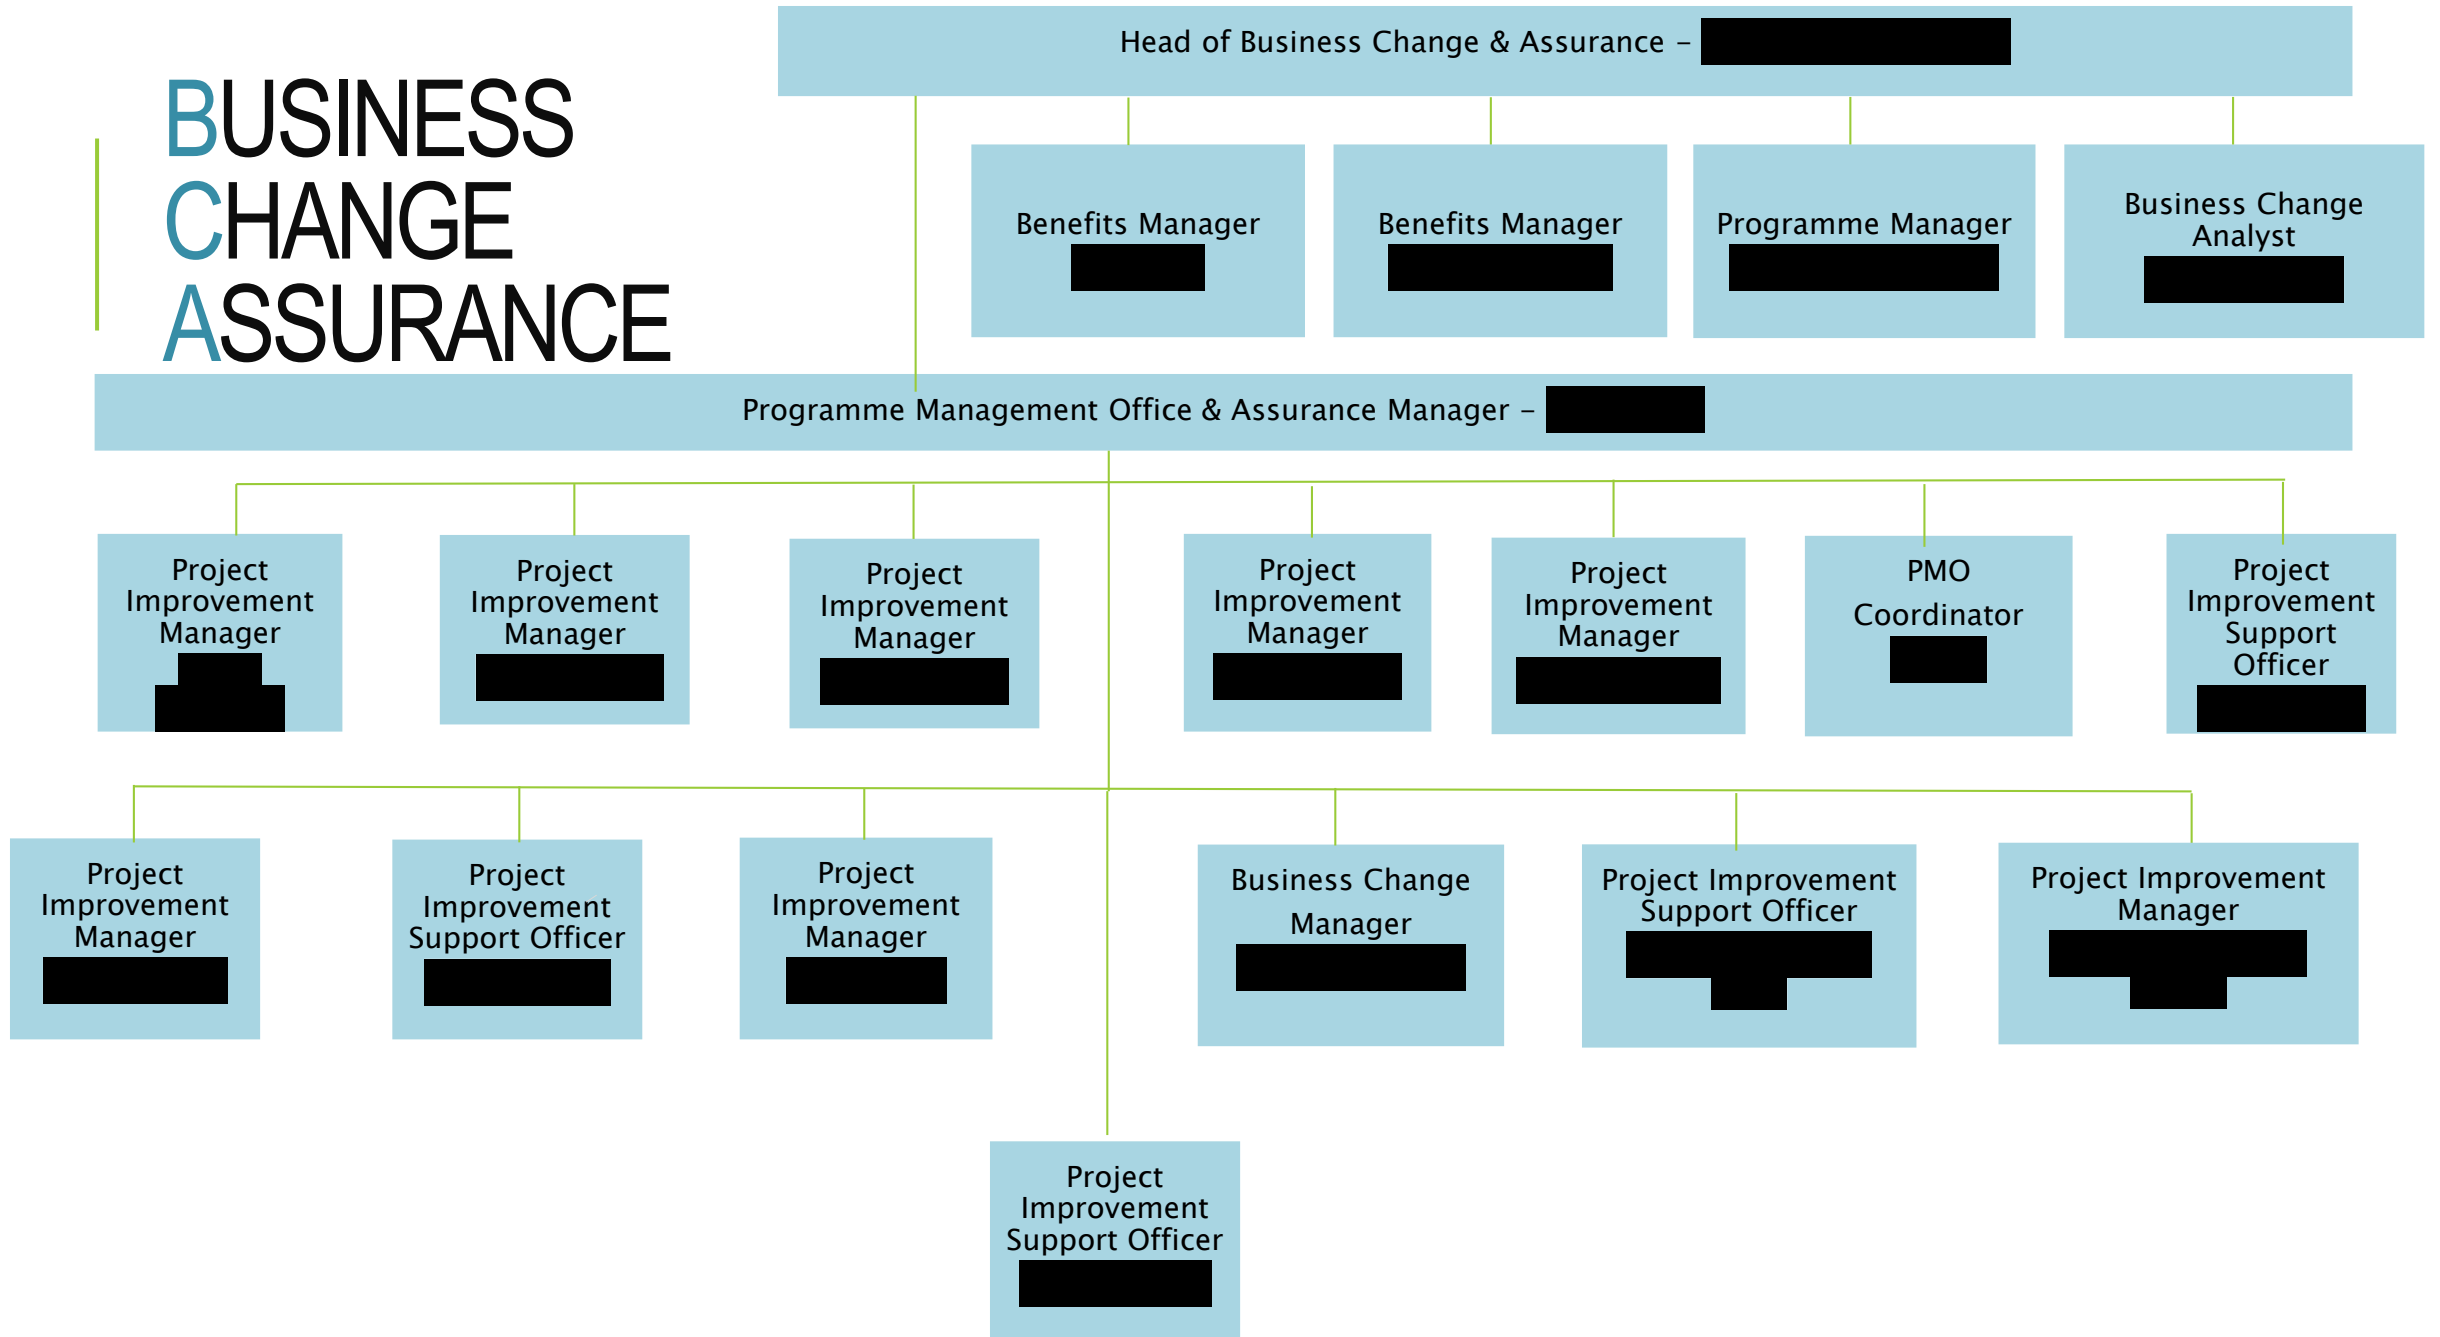 BUSINESS
CHANGE
ASSURANCE
Head of Business Change & Assurance –
Benefits Manager
Benefits Manager
Programme Manager
Business Change
Analyst
Programme Management Office & Assurance Manager –
Project
Improvement
Manager
Project
Improvement
Manager
Project
Improvement
Manager
Project
Improvement
Manager
Project
Improvement
Manager
PMO
Coordinator
Project
Improvement
Support
Officer
Project
Improvement
Manager
Project
Improvement
Support Officer
Project
Improvement
Manager
Business Change
Manager
Project Improvement
Support Officer
Project Improvement
Manager
Project
Improvement
Support Officer